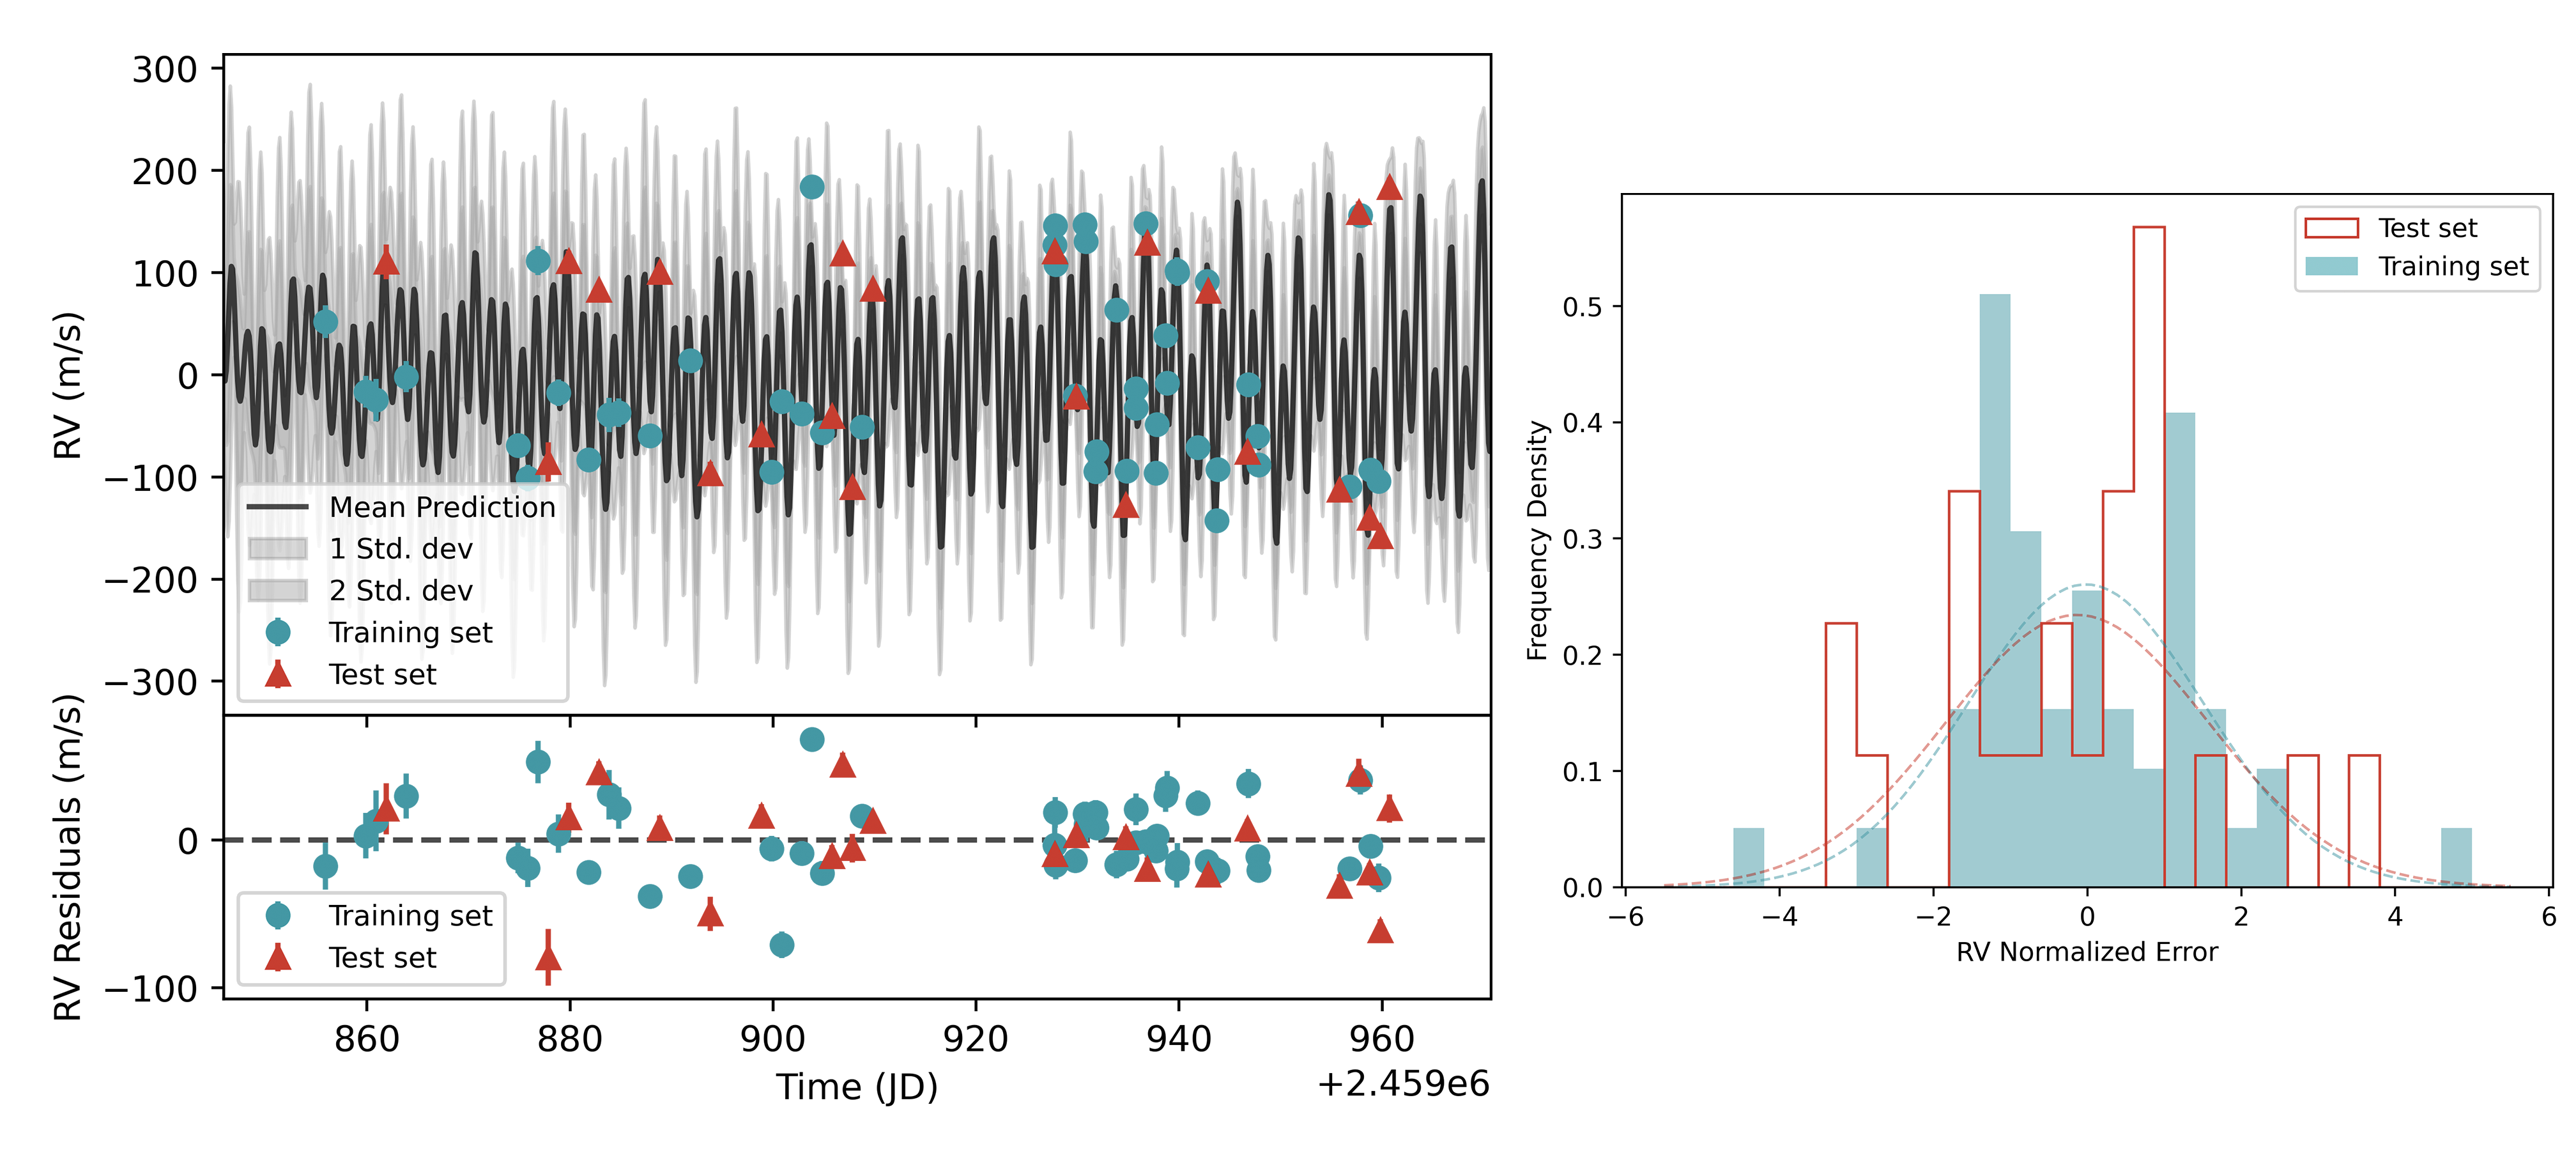 300
200
100
0
−100
−200
−300
RV (m/s)
Mean Prediction
1 Std. dev
2 Std. dev
Training set
Test set
0
−100
RV Residuals (m/s)
Training set
Test set
860
880
900
920
940
960
Time (JD)
+2.459e6
Test set
Training set
0.5
0.4
0.3
0.2
0.1
0.0
Frequency Density
−6
−4
−2
0
2
4
6
RV Normalized Error